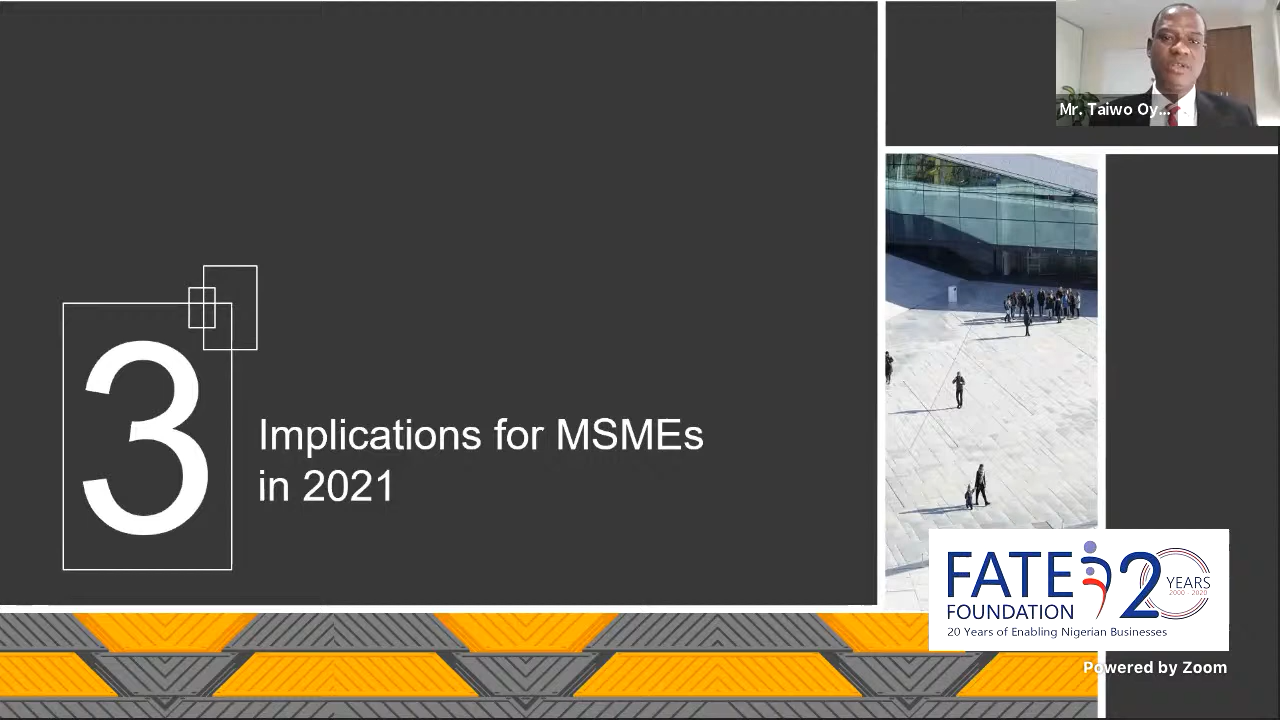 Mr. Taiwo Oy...
3
Implications for MSMEs
in 2021
FATE 20 YEARS
2000 - 2020
FOUNDATION
20 Years of Enabling Nigerian Businesses
Powered by Zoom